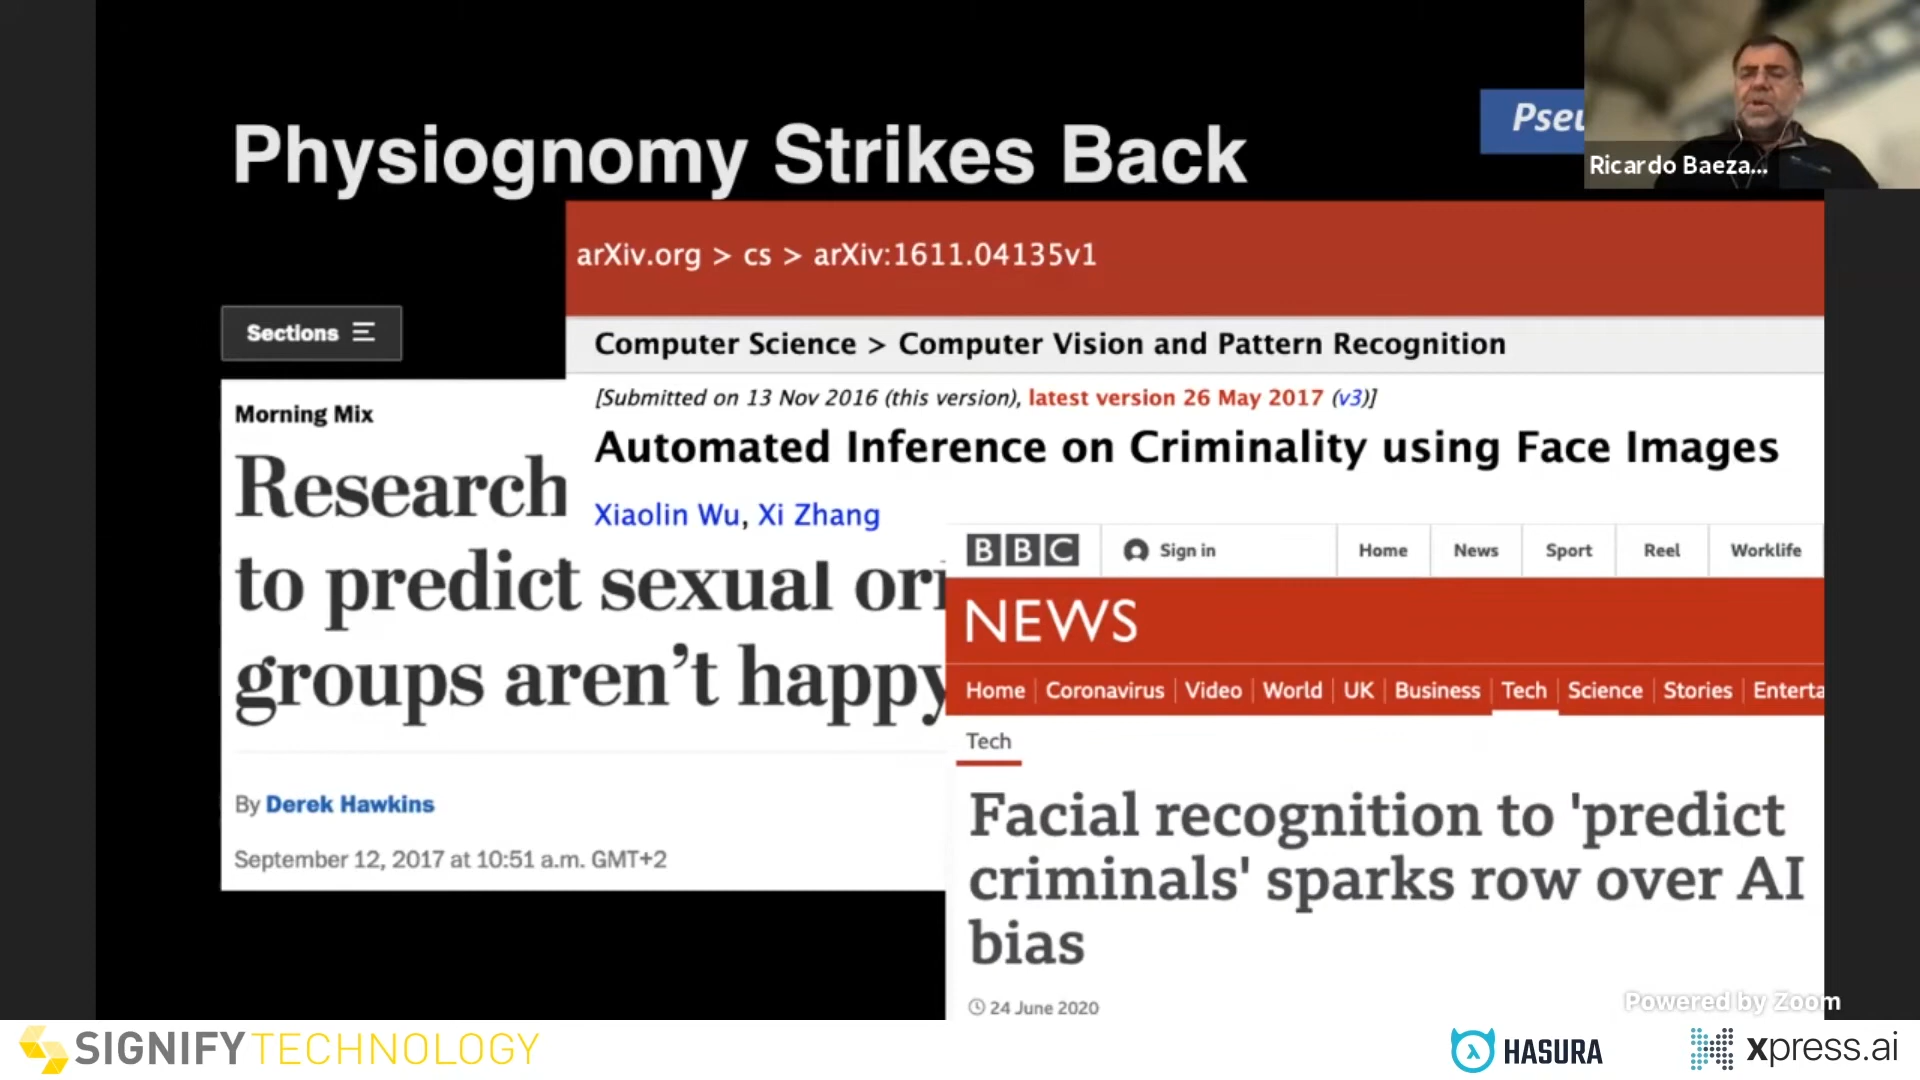 Physiognomy Strikes Back
Ricardo Baeza...
arXiv.org > cs > arXiv:1611.04135v1
Computer Science > Computer Vision and Pattern Recognition
[Submitted on 13 Nov 2016 (this version), latest version 26 May 2017 (v3)]
Automated Inference on Criminality using Face Images
Xiaolin Wu, Xi Zhang
Sections
Morning Mix
Research
to predict sexual ori
groups aren't happy
By Derek Hawkins
September 12, 2017 at 10:51 a.m. GMT+2
BBC Sign in Home News Sport Reel Worklife
NEWS
Home Coronavirus Video World UK Business Tech Science Stories Enterta
Tech
Facial recognition to 'predict
criminals' sparks row over AI
bias
24 June 2020
Powered by Zoom
SIGNIFY TECHNOLOGY
HASURA
xpress.ai